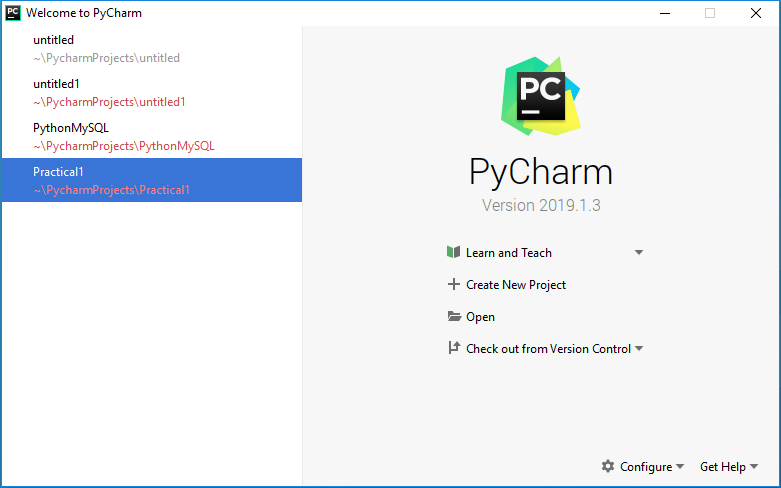 PC Welcome to PyCharm
untitled
~\PycharmProjects\untitled
untitled1
~\PycharmProjects\untitled1
PythonMySQL
~\PycharmProjects\PythonMySQL
Practical1
~\PycharmProjects\Practical1
PC
PyCharm
Version 2019.1.3
Learn and Teach
Create New Project
Open
Check out from Version Control
Configure
Get Help